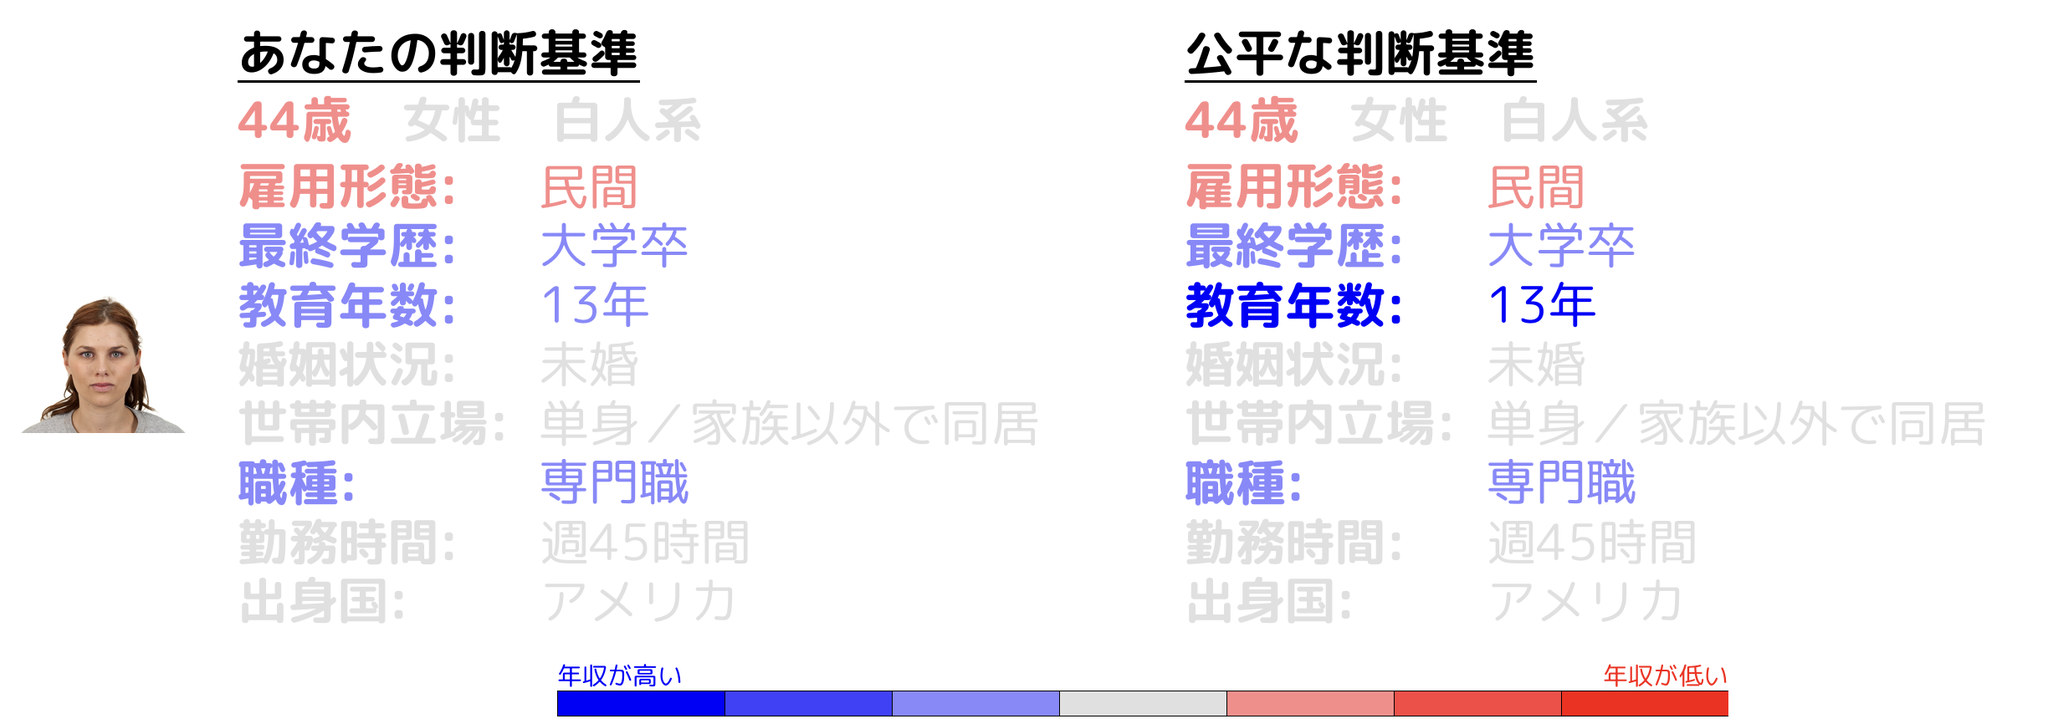 あなたの判断基準
44歳 女性 白人系
雇用形態: 民間
最終学歴: 大学卒
教育年数: 13年
婚姻状況: 未婚
世帯内立場: 単身／家族以外で同居
職種: 専門職
勤務時間: 週45時間
出身国: アメリカ
公平な判断基準
44歳 女性 白人系
雇用形態: 民間
最終学歴: 大学卒
教育年数: 13年
婚姻状況: 未婚
世帯内立場: 単身／家族以外で同居
職種: 専門職
勤務時間: 週45時間
出身国: アメリカ
年収が高い
年収が低い